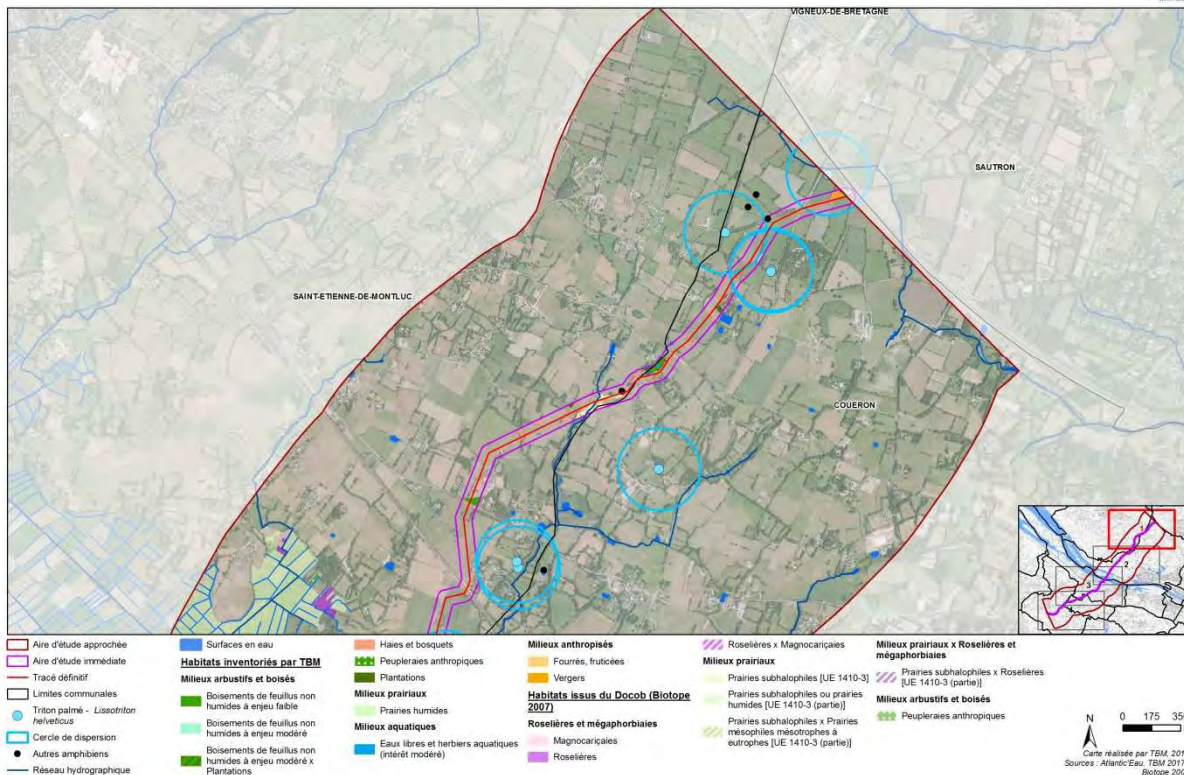 VIGNEUX-DE-BRETAGNE
SAUTRON
SAINT-ETIENNE-DE-MONTLUC
COUERON
1
2
3
Aire d'étude approchée
Aire d'étude immédiate
Tracé définitif
Limites communales
Triton palmé - Lissotriton
helveticus
Cercle de dispersion
Autres amphibiens
Réseau hydrographique
Surfaces en eau
Habitats inventoriés par TBM
Milieux arbustifs et boisés
Boisements de feuillus non
humides à enjeu faible
Boisements de feuillus non
humides à enjeu modéré
Boisements de feuillus non
humides à enjeu modéré x
Plantations
Haies et bosquets
Peupleraies anthropiques
Plantations
Milieux prairiaux
Prairies humides
Milieux aquatiques
Eaux libres et herbiers aquatiques
(intérêt modéré)
Milieux anthropisés
Fourrés, fruticées
Vergers
Habitats issus du Docob (Biotope
2007)
Roselières et mégaphorbiaies
Magnocariçaies
Roselières
Roselières x Magnocariçaies
Milieux prairiaux
Prairies subhalophiles [UE 1410-3]
Prairies subhalophiles ou prairies
humides [UE 1410-3 (partie)]
Prairies subhalophiles x Prairies
mésophiles mésotrophes à
eutrophes [UE 1410-3 (partie)]
Milieux prairiaux x Roselières et
mégaphorbiaies
Prairies subhalophiles x Roselières
[UE 1410-3 (partie)]
Milieux arbustifs et boisés
Peupleraies anthropiques
N
0 175 350
Carte réalisée par TBM, 201
Sources : Atlantic'Eau, TBM 2017
Biotope 200